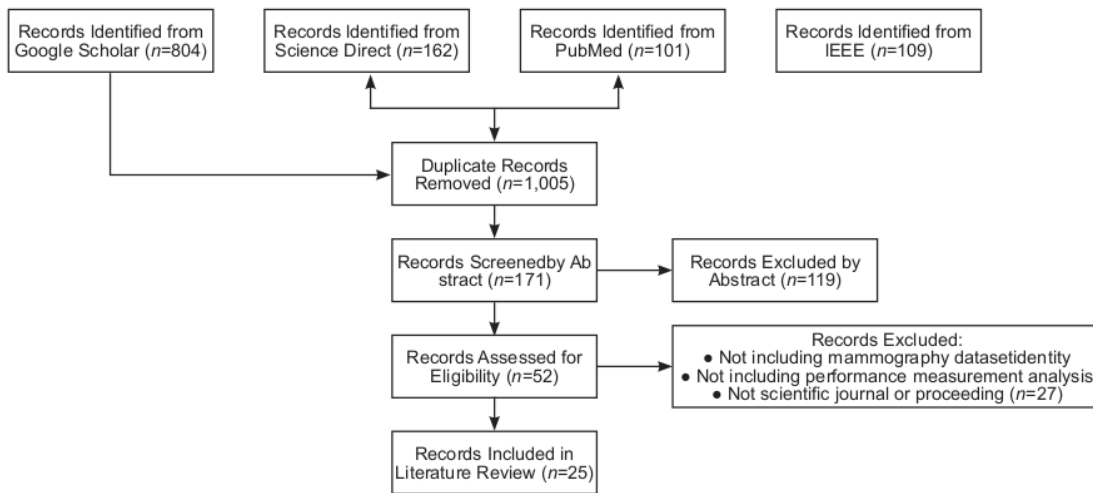 Records Identified from
Google Scholar (n=804)
Records Identified from
Science Direct (n=162)
Records Identified from
PubMed (n=101)
Records Identified from
IEEE (n=109)
Duplicate Records
Removed (n=1,005)
Records Screenedby Ab
stract (n=171)
Records Excluded by
Abstract (n=119)
Records Assessed for
Eligibility (n=52)
Records Excluded:
● Not including mammography datasetidentity
● Not including performance measurement analysis
● Not scientific journal or proceeding (n=27)
Records Included in
Literature Review (n=25)